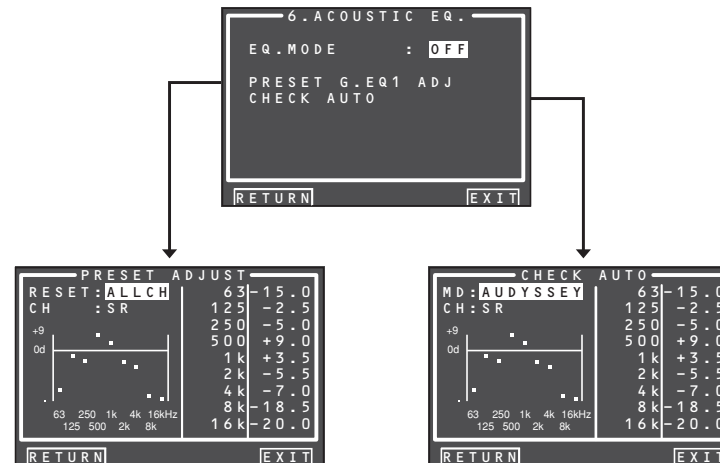 6.ACOUSTIC EQ.
EQ.MODE : OFF
PRESET G.EQ1 ADJ
CHECK AUTO
RETURN EXIT
PRESET ADJUST
RESET:ALLCH
CH :SR
+9
0d
-
63 250 1k 4k 16kHz
125 500 2k 8k
63 -15.0
125 -2.5
250 -5.0
500 +9.0
1k +3.5
2k -5.5
4k -7.0
8k -18.5
16k -20.0
RETURN EXIT
CHECK AUTO
MD:AUDYSSEY
CH:SR
+9
0d
-
63 250 1k 4k 16kHz
125 500 2k 8k
63 -15.0
125 -2.5
250 -5.0
500 +9.0
1k +3.5
2k -5.5
4k -7.0
8k -18.5
16k -20.0
RETURN EXIT